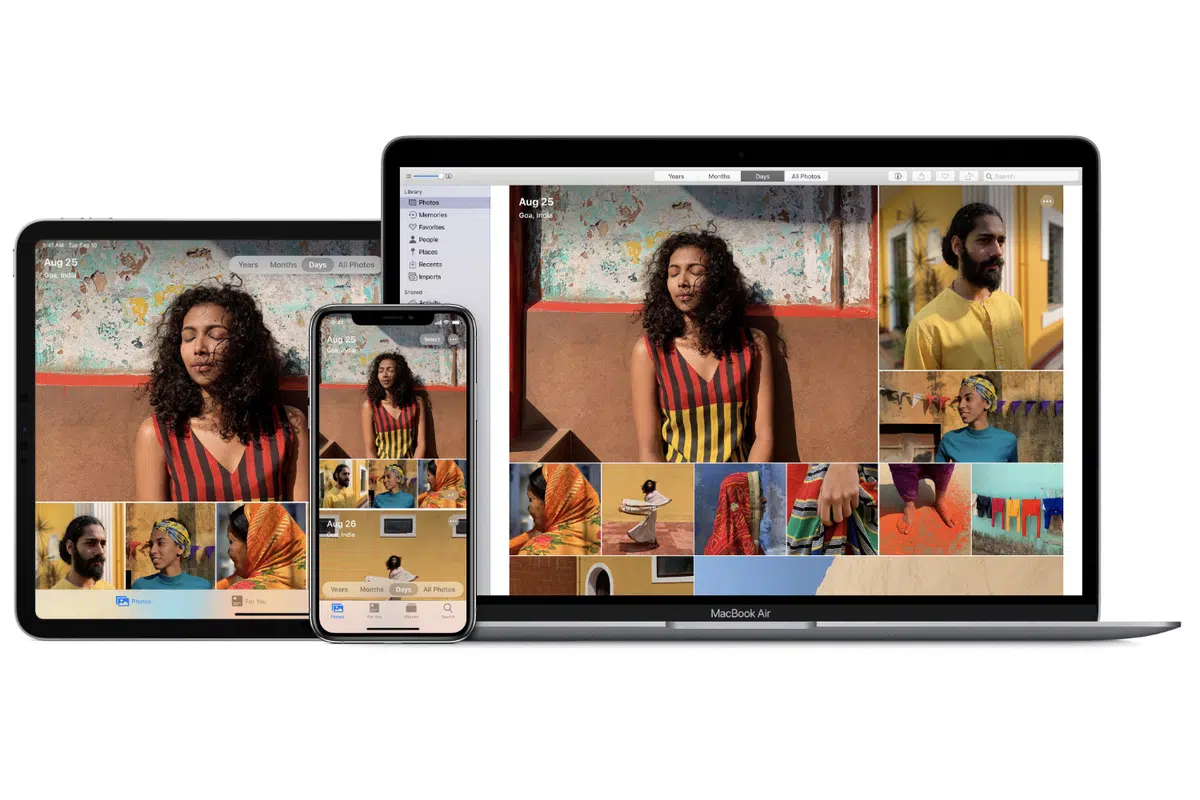 9:41 AM Tue Sep 10
Aug 25
Goa, India
Years Months Days All Photos
Photos
For You
9:41
Aug 25
Goa, India
Select
Aug 26
Goa, India
Years Months Days All Photos
Photos For You Albums Search
Years Months Days All Photos
Search
Library
Photos
Memories
Favorites
People
Places
Recents
Imports
Shared
Activity
Aug 25
Goa, India
MacBook Air